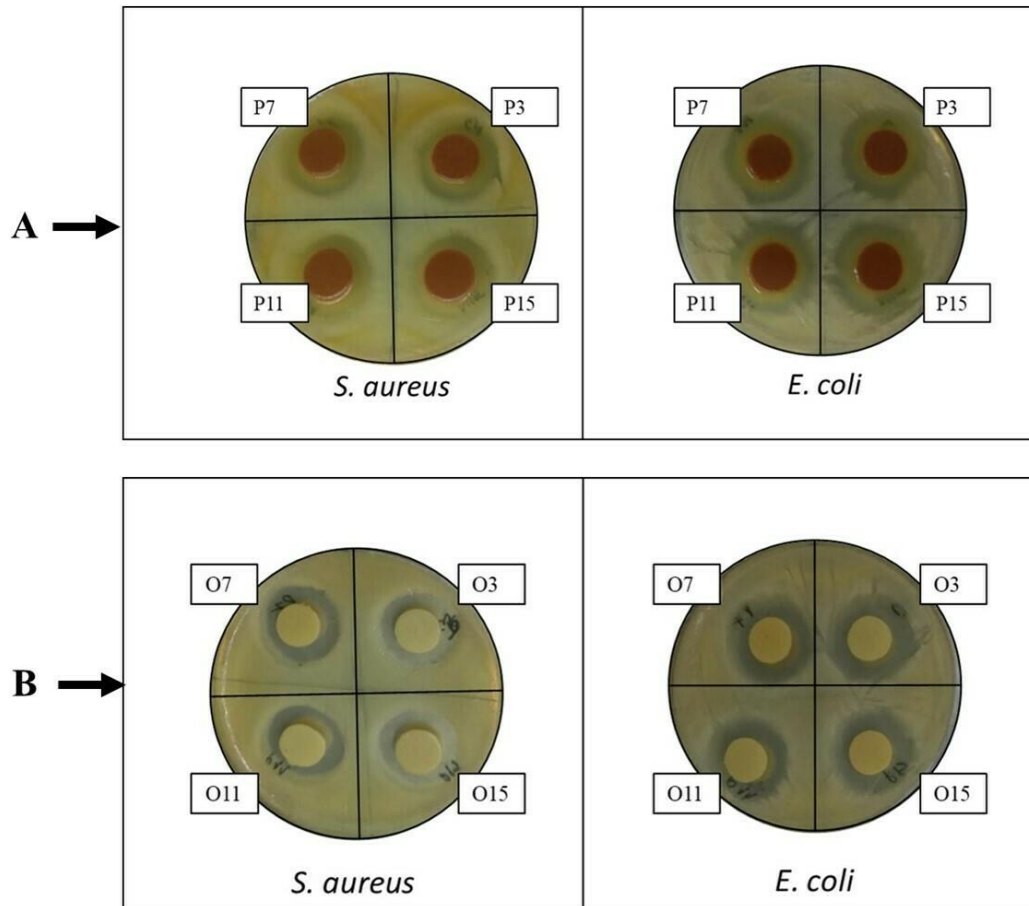 A
P7
P3
P11
P15
S. aureus
P7
P3
P11
P15
E. coli
B
O7
O3
O11
O15
S. aureus
O7
O3
O11
O15
E. coli